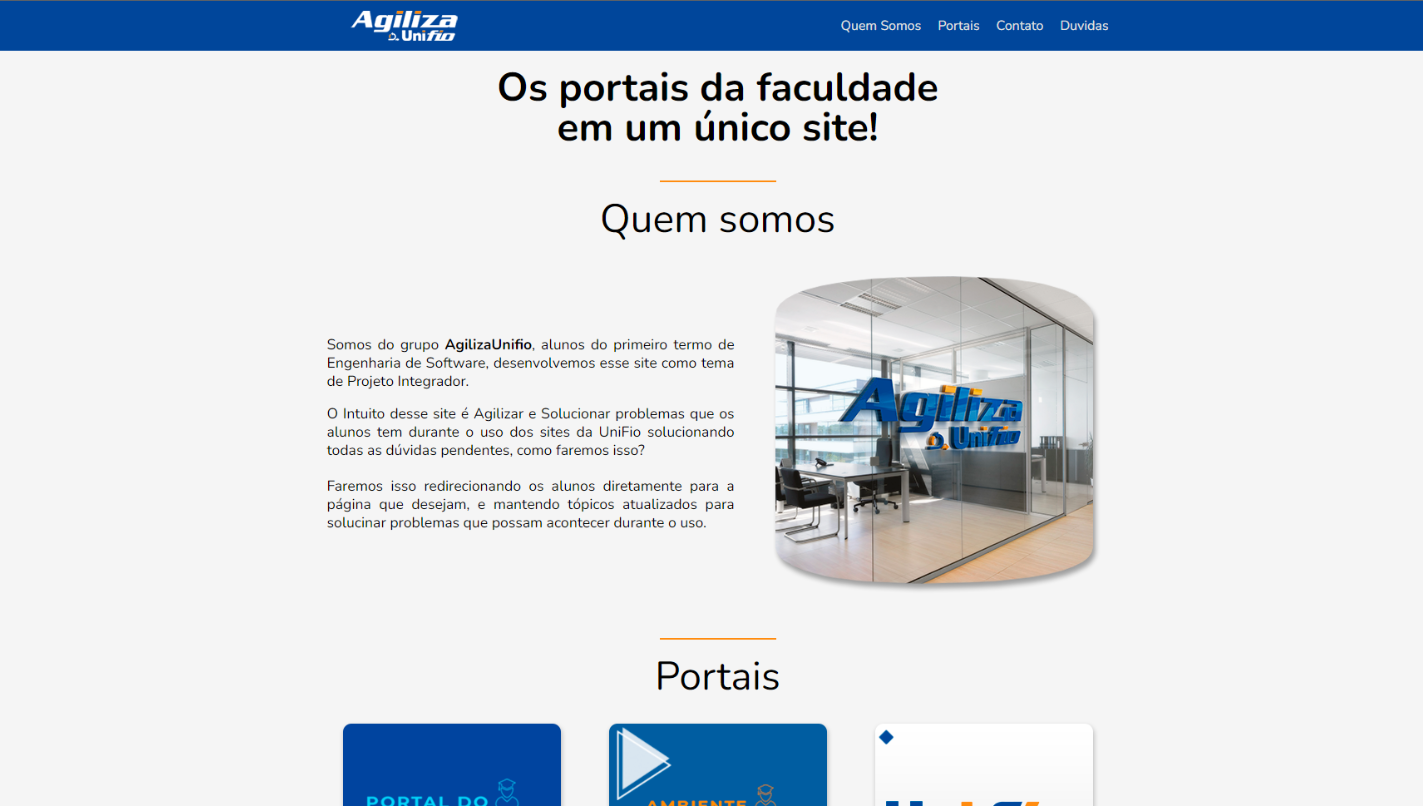 Agiliza
Unifio
Quem Somos Portais Contato Duvidas
Os portais da faculdade
em um único site!
Quem somos
Somos do grupo AgilizaUnifio, alunos do primeiro termo de
Engenharia de Software, desenvolvemos esse site como tema
de Projeto Integrador.
O Intuito desse site é Agilizar e Solucionar problemas que os
alunos tem durante o uso dos sites da UniFio solucionando
todas as dúvidas pendentes, como faremos isso?
Faremos isso redirecionando os alunos diretamente para a
página que desejam, e mantendo tópicos atualizados para
solucinar problemas que possam acontecer durante o uso.
Agiliza
Unifio
Portais
PORTAL DO
AMBIENTE